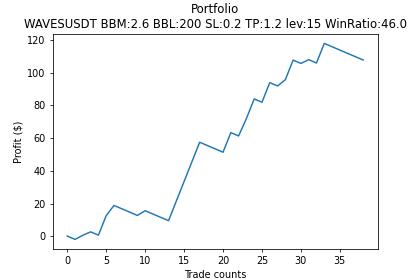 Portfolio
WAVESUSDT BBM:2.6 BBL:200 SL:0.2 TP:1.2 lev:15 WinRatio:46.0
120
100
80
60
40
20
0
Profit ($)
0 5 10 15 20 25 30 35
Trade counts